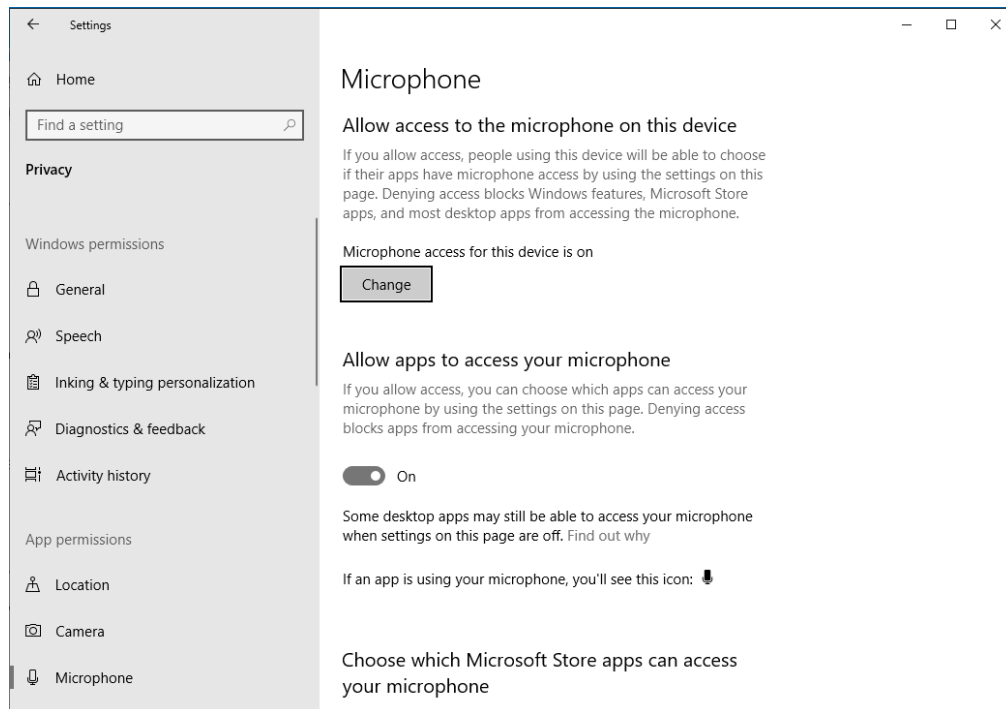 Settings
Home
Find a setting
Privacy
Windows permissions
General
Speech
Inking & typing personalization
Diagnostics & feedback
Activity history
App permissions
Location
Camera
Microphone
Microphone
Allow access to the microphone on this device
If you allow access, people using this device will be able to choose
if their apps have microphone access by using the settings on this
page. Denying access blocks Windows features, Microsoft Store
apps, and most desktop apps from accessing the microphone.
Microphone access for this device is on
Change
Allow apps to access your microphone
If you allow access, you can choose which apps can access your
microphone by using the settings on this page. Denying access
blocks apps from accessing your microphone.
On
Some desktop apps may still be able to access your microphone
when settings on this page are off. Find out why
If an app is using your microphone, you'll see this icon:
Choose which Microsoft Store apps can access
your microphone